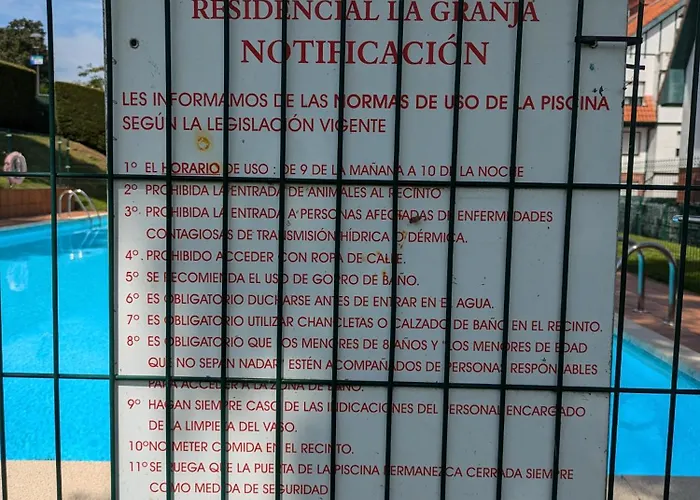 RESIDENCIAL LA GRANJA
NOTIFICACIÓN
LES INFORMAMOS DE LAS NORMAS DE USO DE LA PISCINA
SEGÚN LA LEGISLACIÓN VIGENTE
1º EL HORARIO DE USO : DE 9 DE LA MAÑANA A 10 DE LA NOCHE
2º PROHIBIDA LA ENTRADA DE ANIMALES AL RECINTO
3º PROHIBIDA LA ENTRADA A PERSONAS AFECTADAS DE ENFERMEDADES
CONTAGIOSAS DE TRANSMISIÓN HÍDRICA O DÉRMICA.
4º PROHIBIDO ACCEDER CON ROPA DE CALLE.
5º SE RECOMIENDA EL USO DE GORRO DE BAÑO.
6º ES OBLIGATORIO DUCHARSE ANTES DE ENTRAR EN EL AGUA.
7º ES OBLIGATORIO UTILIZAR CHANCLETAS O CALZADO DE BAÑO EN EL RECINTO.
8º ES OBLIGATORIO QUE LOS MENORES DE 8 AÑOS Y LOS MENORES DE EDAD
QUE NO SEPAN NADAR ESTÉN ACOMPAÑADOS DE PERSONAS RESPONSABLES
PARA ACCEDER A LA ZONA DE BAÑO.
9º HAGAN SIEMPRE CASO DE LAS INDICACIONES DEL PERSONAL ENCARGADO
DE LA LIMPIEZA DEL VASO.
10º NO METER COMIDA EN EL RECINTO.
11º SE RUEGA QUE LA PUERTA DE LA PISCINA PERMANEZCA CERRADA SIEMPRE
COMO MEDIDA DE SEGURIDAD